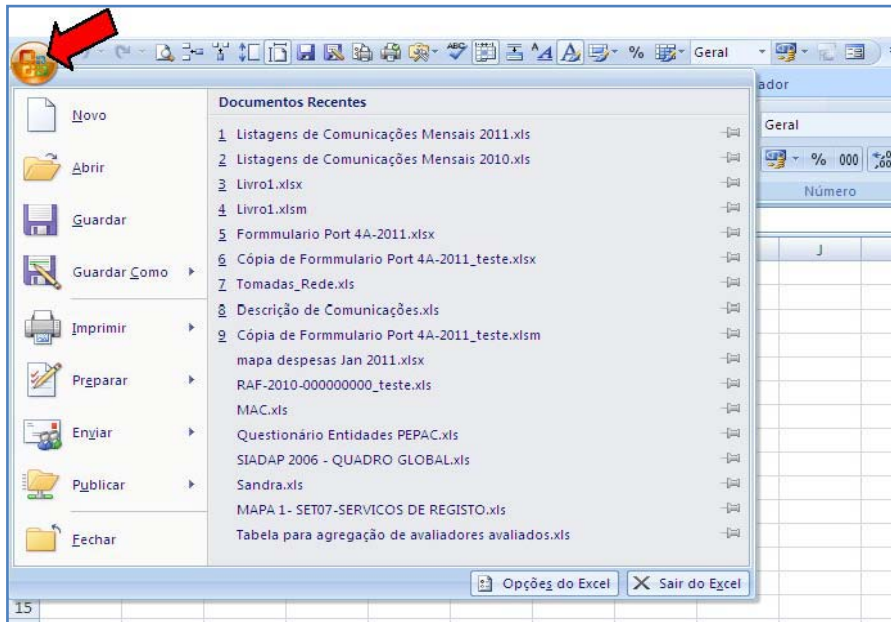 ABC
% Geral
ador
Novo
Abrir
Guardar
Guardar Como
Imprimir
Preparar
Enviar
Publicar
Fechar
Documentos Recentes
1 Listagens de Comunicações Mensais 2011.xls
2 Listagens de Comunicações Mensais 2010.xls
3 Livro1.xlsx
4 Livro1.xlsm
5 Formmulario Port 4A-2011.xlsx
6 Cópia de Formmulario Port 4A-2011_teste.xlsx
7 Tomadas_Rede.xls
8 Descrição de Comunicações.xls
9 Cópia de Formmulario Port 4A-2011_teste.xlsm
mapa despesas Jan 2011.xlsx
RAF-2010-000000000_teste.xls
MAC.xls
Questionário Entidades PEPAC.xls
SIADAP 2006 - QUADRO GLOBAL.xls
Sandra.xls
MAPA 1- SET07-SERVICOS DE REGISTO.xls
Tabela para agregação de avaliadores avaliados.xls
Opções do Excel
Sair do Excel
Geral
% 000
Número
J
15